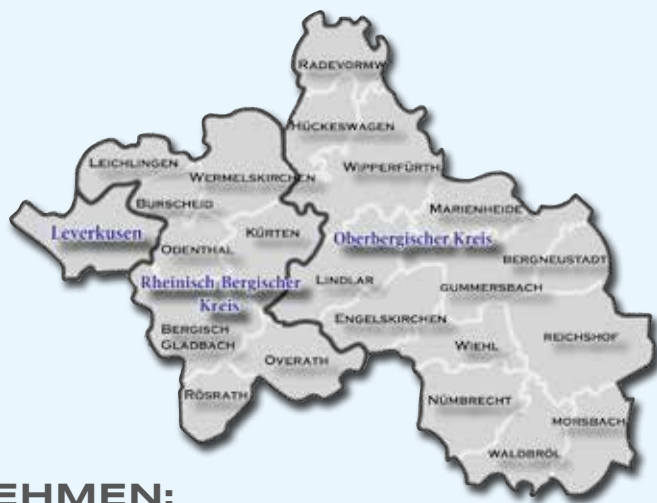 RADEVORMW
HÜCKESWAGEN
WIPPERFÜRTH
LEICHLINGEN
WERMELSKIRCHEN
BURSCHEID
MARIENHEIDE
Leverkusen
KÜRTEN
Oberbergischer Kreis
ODENTHAL
BERGNEUSTADT
Rheinisch Bergischer
Kreis
LINDLAR
GUMMERSBACH
ENGELSKIRCHEN
BERGISCH
GLADBACH
WIEHL
REICHSHOF
OVERATH
RÖSRATH
NÜMBRECHT
MORSBACH
WALDBRÖL
EHMEN: